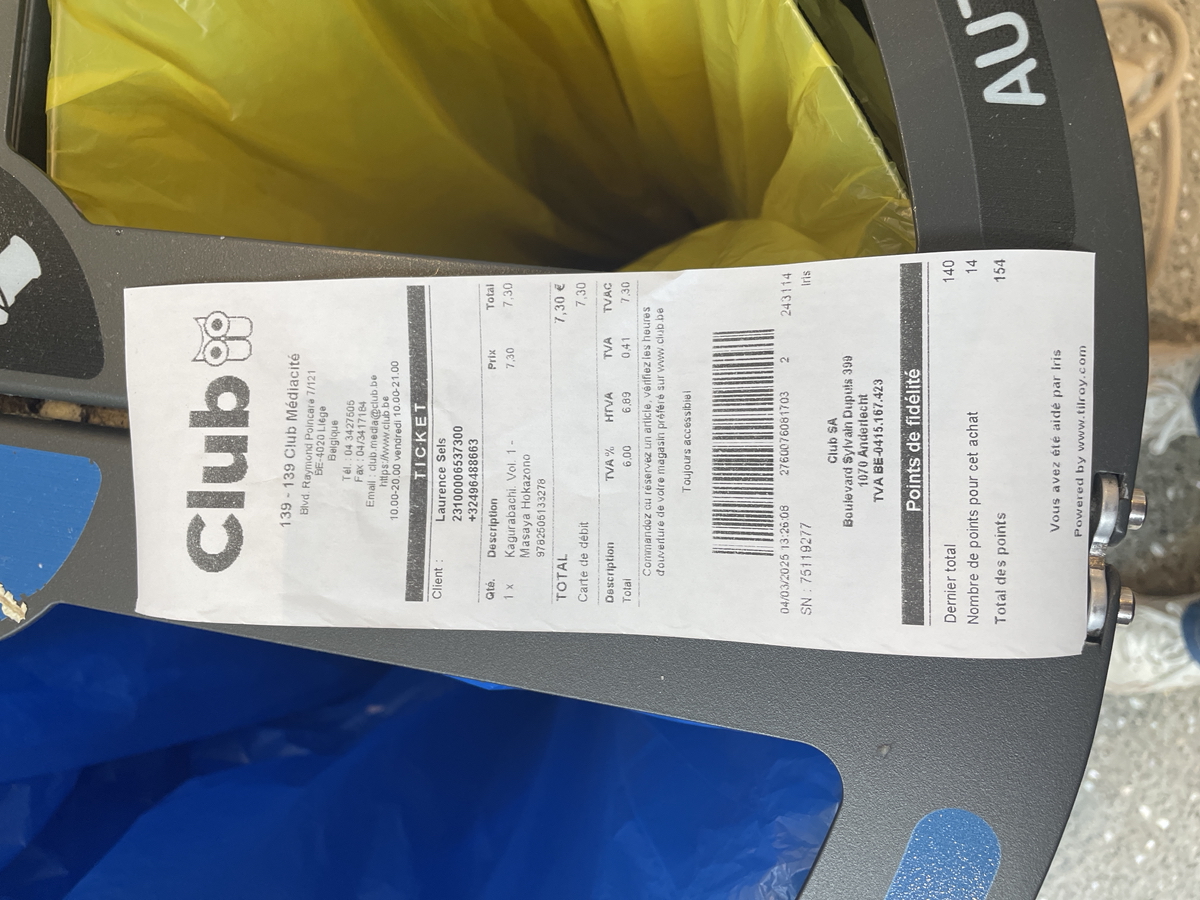 AUT
Club
139 - 139 Club Médiacité
Blvd. Raymond Poincaré 7/121
BE-4020 Liège
Belgique
Tél. : 04 3427605
Fax : 04/3417184
Email : club.media@club.be
https://www.club.be
10.00-20.00 vendredi 10.00-21.00
TICKET
Client : Laurence Sels
23100006537300
+32496488663
Qté. Description Prix Total
1 x Kagurabachi. Vol. 1 - 7,30 7,30
Masaya Hokazono
9782505133278
TOTAL 7,30 €
Carte de débit 7,30
Description TVA % HTVA TVA TVAC
Total 6,00 6,89 0,41 7,30
Commandez ou réservez un article, vérifiez les heures
d'ouverture de votre magasin préféré sur www.club.be
Toujours accessible!
04/03/2025 13:26:08 2760076081703 2 243114
SN : 75119277 Iris
Club SA
Boulevard Sylvain Dupuis 399
1070 Anderlecht
TVA BE-0415.167.423
Points de fidélité
Dernier total 140
Nombre de points pour cet achat 14
Total des points 154
Vous avez été aidé par Iris
Powered by www.tilroy.com